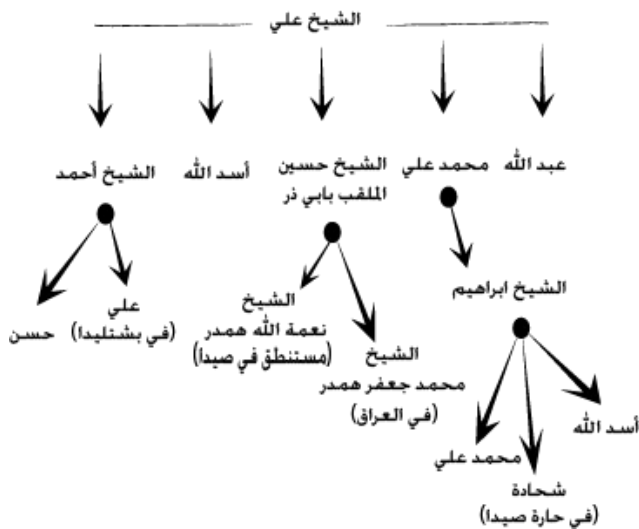 الشيخ علي
عبد الله
محمد علي
الشيخ حسين
الملقب بابي ذر
أسد الله
الشيخ أحمد
الشيخ ابراهيم
الشيخ
نعمة الله همدر
(مستنطق في صيدا)
علي
(في بشتليدا)
حسن
الشيخ
محمد جعفر همدر
(في العراق)
أسد الله
محمد علي
شحادة
(في حارة صيدا)